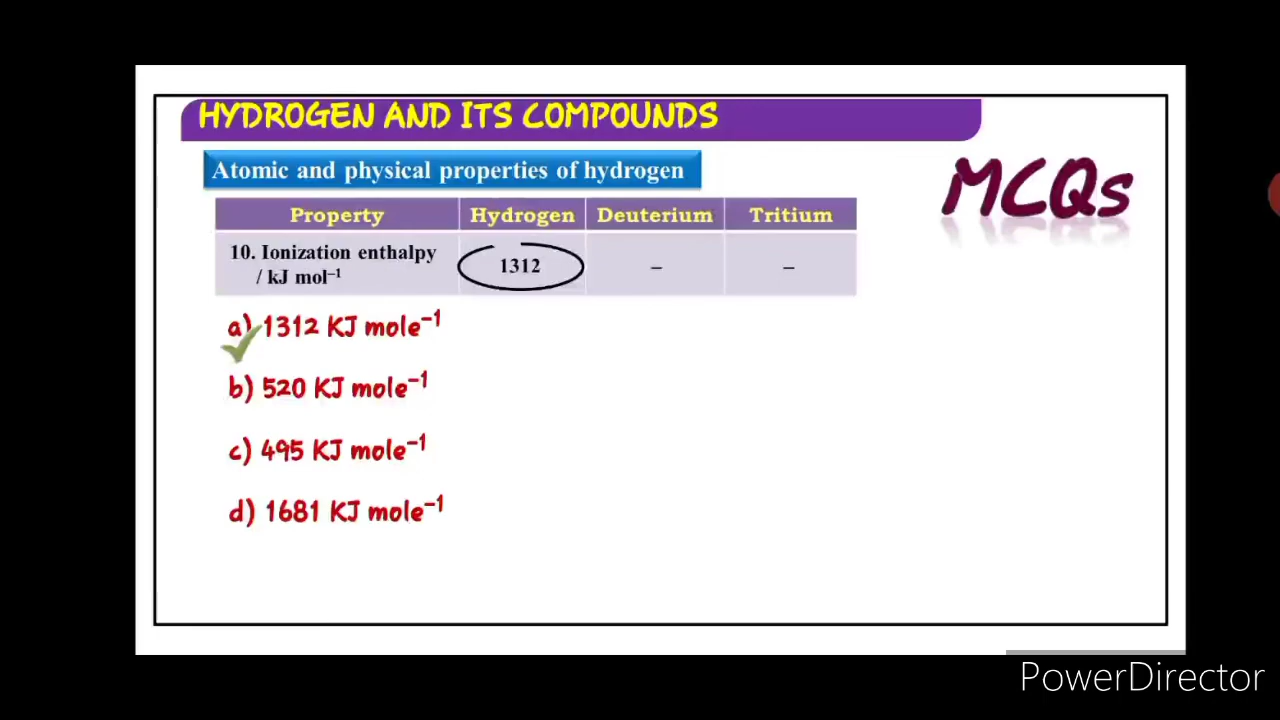 HYDROGEN AND ITS COMPOUNDS
Atomic and physical properties of hydrogen
MCQs
Property Hydrogen Deuterium Tritium
10. Ionization enthalpy
/ kJ mol⁻¹ 1312 – –
a) 1312 KJ mole⁻¹
b) 520 KJ mole⁻¹
c) 495 KJ mole⁻¹
d) 1681 KJ mole⁻¹
PowerDirector